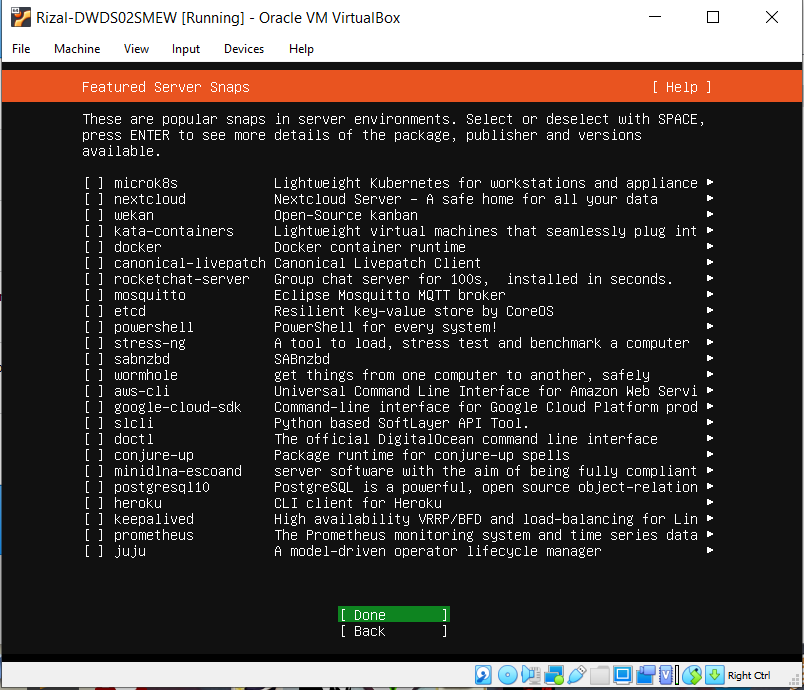 Rizal-DWDS02SMEW [Running] - Oracle VM VirtualBox
File Machine View Input Devices Help
Featured Server Snaps [ Help ]
These are popular snaps in server environments. Select or deselect with SPACE,
press ENTER to see more details of the package, publisher and versions
available.
[ ] microk8s Lightweight Kubernetes for workstations and appliance ▸
[ ] nextcloud Nextcloud Server - A safe home for all your data ▸
[ ] wekan Open-Source kanban ▸
[ ] kata-containers Lightweight virtual machines that seamlessly plug int ▸
[ ] docker Docker container runtime ▸
[ ] canonical-livepatch Canonical Livepatch Client ▸
[ ] rocketchat-server Group chat server for 100s,  installed in seconds. ▸
[ ] mosquitto Eclipse Mosquitto MQTT broker ▸
[ ] etcd Resilient key-value store by CoreOS ▸
[ ] powershell PowerShell for every system! ▸
[ ] stress-ng A tool to load, stress test and benchmark a computer ▸
[ ] sabnzbd SABnzbd ▸
[ ] wormhole get things from one computer to another, safely ▸
[ ] aws-cli Universal Command Line Interface for Amazon Web Servi ▸
[ ] google-cloud-sdk Command-line interface for Google Cloud Platform prod ▸
[ ] slcli Python based SoftLayer API Tool. ▸
[ ] doctl The official DigitalOcean command line interface ▸
[ ] conjure-up Package runtime for conjure-up spells ▸
[ ] minidlna-escoand server software with the aim of being fully compliant ▸
[ ] postgresql10 PostgreSQL is a powerful, open source object-relation ▸
[ ] heroku CLI client for Heroku ▸
[ ] keepalived High availability VRRP/BFD and load-balancing for Lin ▸
[ ] prometheus The Prometheus monitoring system and time series data ▸
[ ] juju A model-driven operator lifecycle manager ▸
[ Done ]
[ Back ]
Right Ctrl